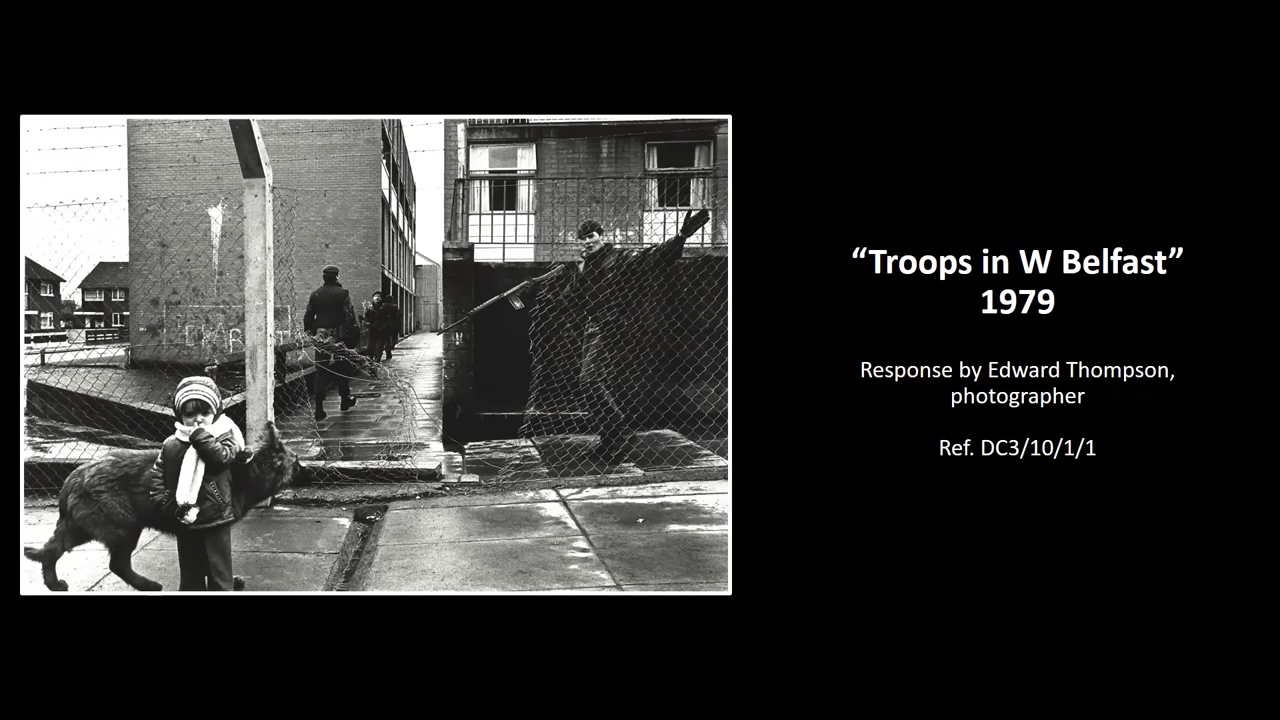 “Troops in W Belfast”
1979
Response by Edward Thompson,
photographer
Ref. DC3/10/1/1